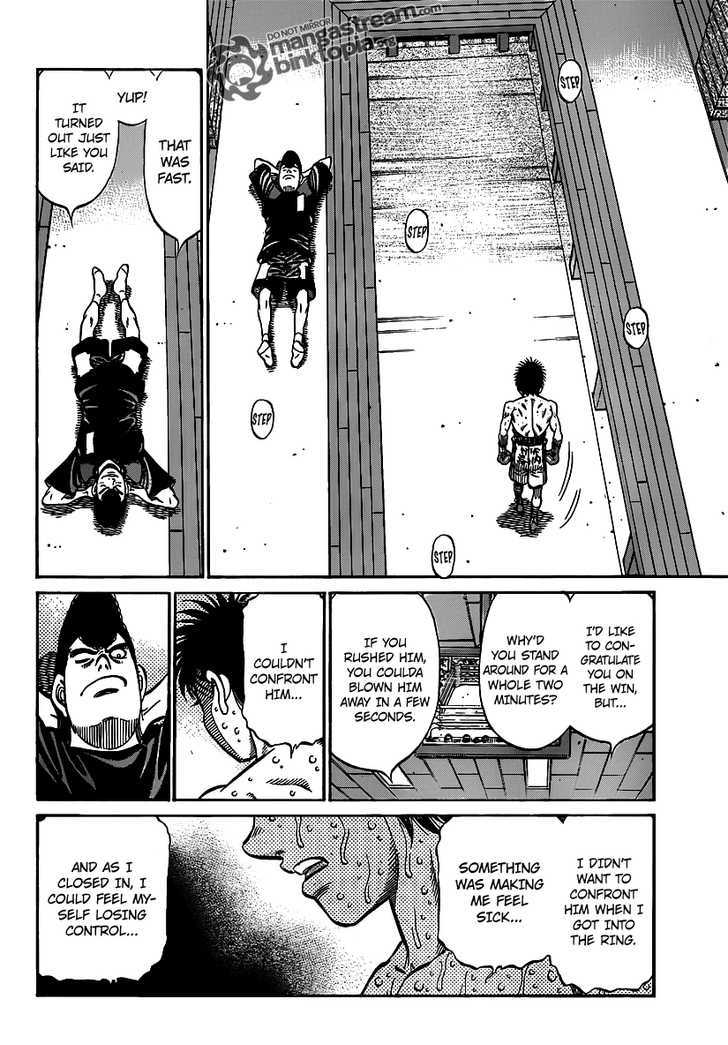 DO NOT MIRROR
mangastream.com
binktopia
STEP
STEP
STEP
STEP
STEP
THAT
WAS
FAST.
YUP!
IT
TURNED
OUT JUST
LIKE YOU
SAID.
I'D LIKE
TO CON-
GRATULATE
YOU ON
THE WIN,
BUT...
WHY'D
YOU STAND
AROUND FOR A
WHOLE TWO
MINUTES?
IF YOU
RUSHED HIM,
YOU COULDA
BLOWN HIM
AWAY IN A FEW
SECONDS.
I
COULDN'T
CONFRONT
HIM...
I DIDN'T
WANT TO
CONFRONT
HIM WHEN I
GOT INTO
THE RING.
SOMETHING
WAS MAKING
ME FEEL
SICK...
AND AS I
CLOSED IN, I
COULD FEEL MY-
SELF LOSING
CONTROL...